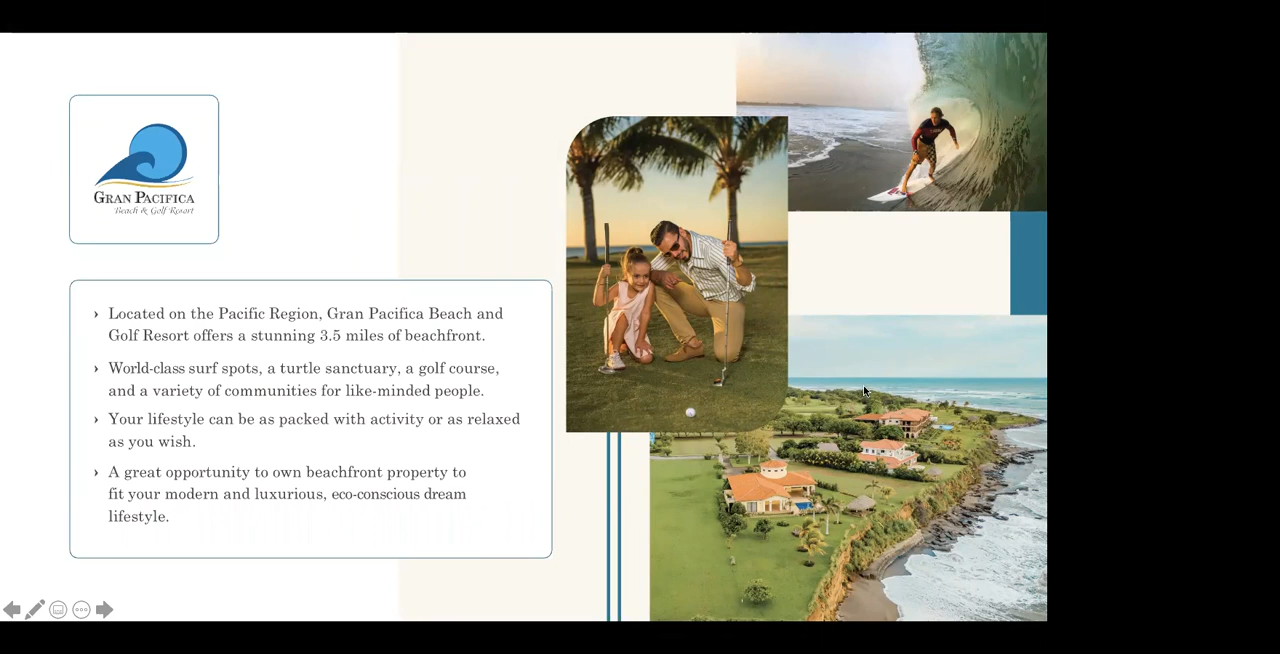 GRAN PACIFICA
Beach & Golf Resort
› Located on the Pacific Region, Gran Pacifica Beach and
Golf Resort offers a stunning 3.5 miles of beachfront.
› World-class surf spots, a turtle sanctuary, a golf course,
and a variety of communities for like-minded people.
› Your lifestyle can be as packed with activity or as relaxed
as you wish.
› A great opportunity to own beachfront property to
fit your modern and luxurious, eco-conscious dream
lifestyle.